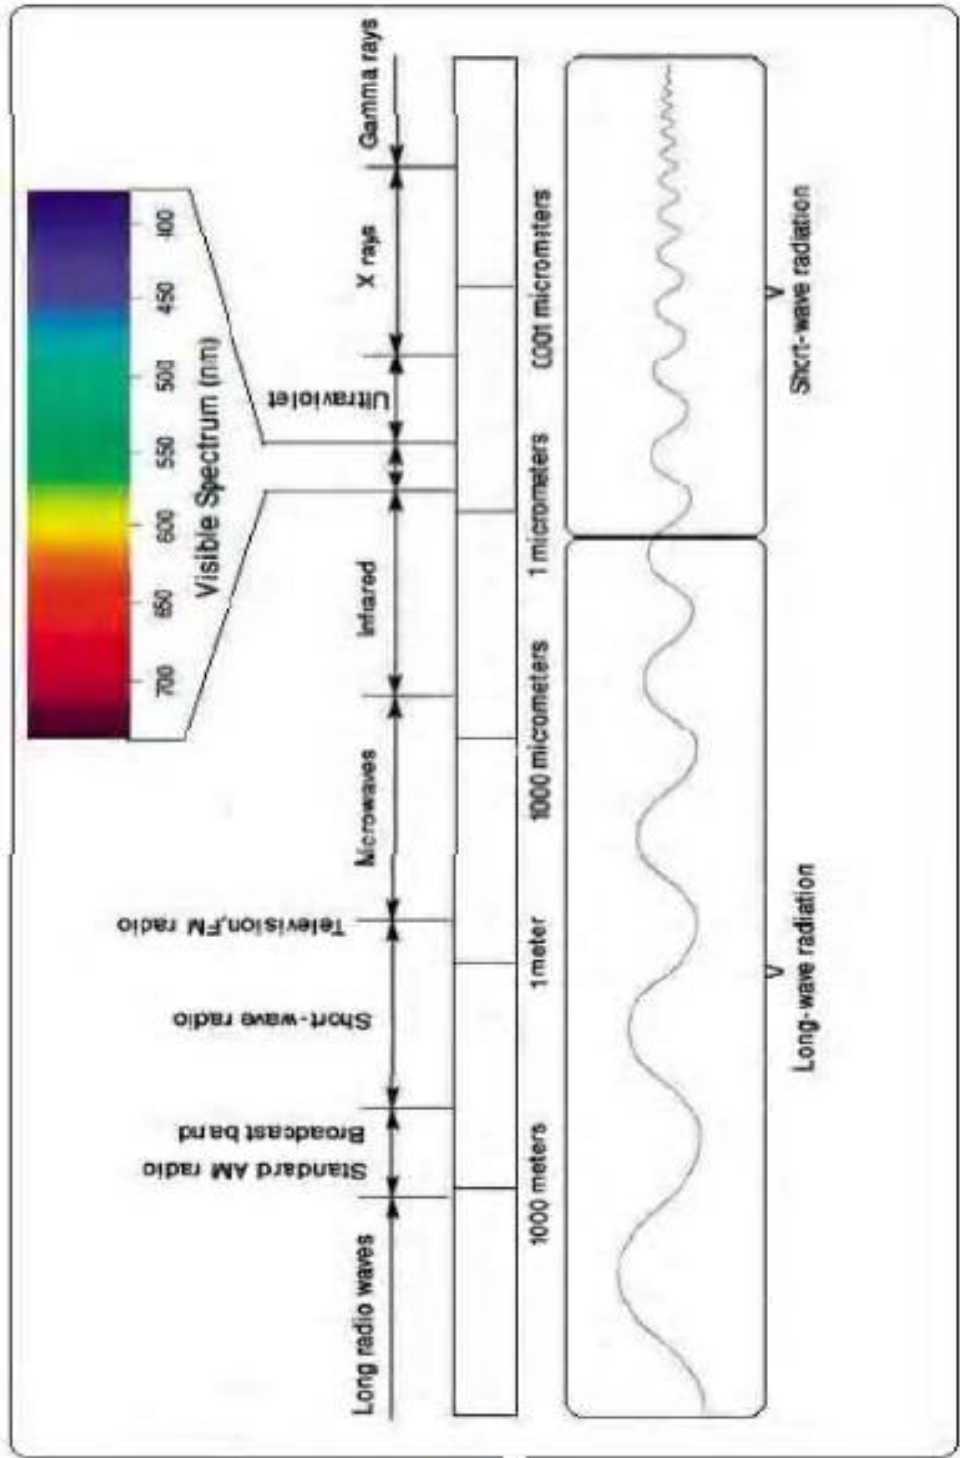 700
650
600
550
500
450
400
Visible Spectrum (nm)
Long radio waves
Standard AM radio
Broadcast band
Short-wave radio
Television,FM radio
Microwaves
Infrared
Ultraviolet
X rays
Gamma rays
1000 meters
1 meter
1000 micrometers
1 micrometers
0.001 micromiters
Long-wave radiation
Short-wave radiation